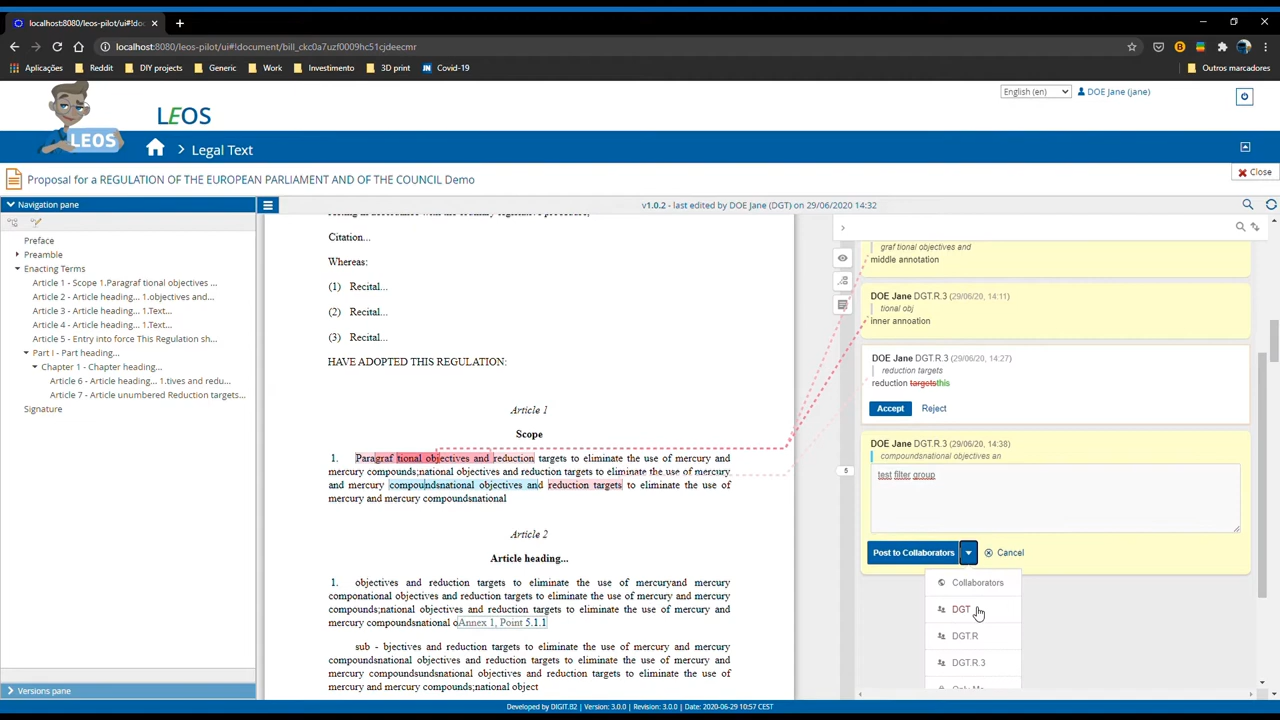 localhost:8080/leos-pilot/ui#!doc
localhost:8080/leos-pilot/ui#!document/bill_ckc0a7uzf0009hc51cjdeecmr
Aplicações
Reddit
DIY projects
Generic
Work
Investimento
3D print
Covid-19
Outros marcadores
LEOS
LEOS
English (en)
DOE Jane (jane)
> Legal Text
Proposal for a REGULATION OF THE EUROPEAN PARLIAMENT AND OF THE COUNCIL Demo
Close
Navigation pane
v1.0.2 - last edited by DOE Jane (DGT) on 29/06/2020 14:32
Preface
Preamble
Enacting Terms
Article 1 - Scope 1.Paragraf tional objectives ...
Article 2 - Article heading... 1.objectives and...
Article 3 - Article heading... 1.Text...
Article 4 - Article heading... 1.Text...
Article 5 - Entry into force This Regulation sh...
Part I - Part heading...
Chapter 1 - Chapter heading...
Article 6 - Article heading... 1.tives and redu...
Article 7 - Article unumbered Reduction targets...
Signature
Versions pane
Citation...
Whereas:
(1) Recital...
(2) Recital...
(3) Recital...
HAVE ADOPTED THIS REGULATION:
Article 1
Scope
1. Paragraf tional objectives and reduction targets to eliminate the use of mercury and
mercury compounds;national objectives and reduction targets to eliminate the use of mercury
and mercury compoundsnational objectives and reduction targets to eliminate the use of
mercury and mercury compoundsnational
Article 2
Article heading...
1. objectives and reduction targets to eliminate the use of mercuryand mercury
componational objectives and reduction targets to eliminate the use of mercury and mercury
compounds;national objectives and reduction targets to eliminate the use of mercury and
mercury compoundsnational oAnnex 1, Point 5.1.1
sub - bjectives and reduction targets to eliminate the use of mercury and mercury
compoundsnational objectives and reduction targets to eliminate the use of mercury and
mercury compoundsundsnational objectives and reduction targets to eliminate the use of
mercury and mercury compounds;national object
graf tional objectives and
middle annotation
DOE Jane DGT.R.3 (29/06/20, 14:11)
tional obj
inner annoation
DOE Jane DGT.R.3 (29/06/20, 14:27)
reduction targets
reduction targetsthis
Accept
Reject
DOE Jane DGT.R.3 (29/06/20, 14:38)
compoundsnational objectives an
5
test filter group
Post to Collaborators
Cancel
Collaborators
DGT
DGT.R
DGT.R.3
Developed by DIGIT.B2 | Version: 3.0.0 | Revision: 3.0.0 | Date: 2020-06-29 10:57 CEST